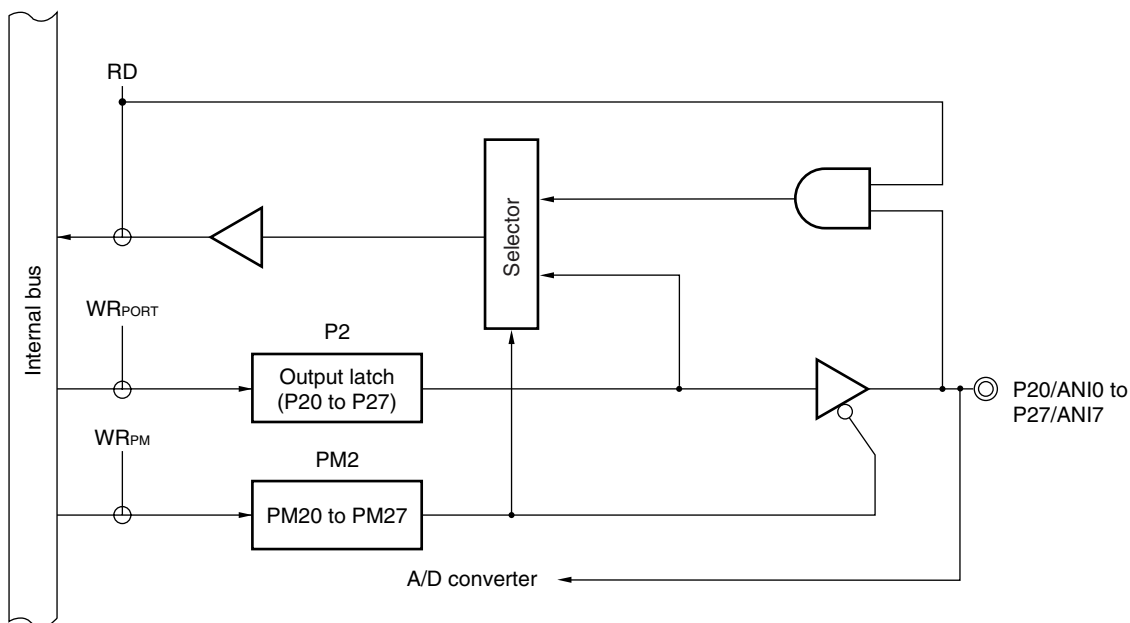 RD
Selector
Internal bus
WRPORT
P2
Output latch
(P20 to P27)
P20/ANI0 to
P27/ANI7
WRPM
PM2
PM20 to PM27
A/D converter